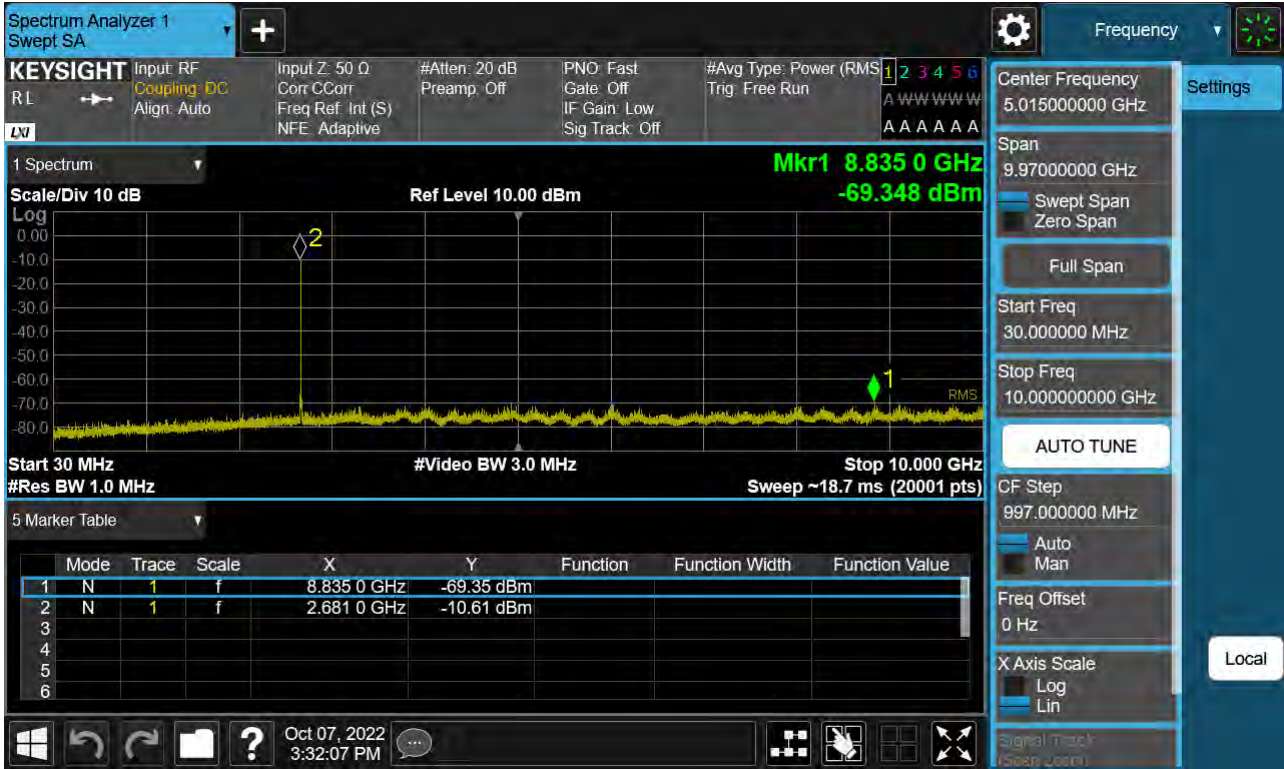 Spectrum Analyzer 1
Swept SA
+
Frequency
KEYSIGHT
RL
LXI
Input: RF
Coupling: DC
Align: Auto
Input Z: 50 Ω
Corr CCorr
Freq Ref: Int (S)
NFE: Adaptive
#Atten: 20 dB
Preamp: Off
PNO: Fast
Gate: Off
IF Gain: Low
Sig Track: Off
#Avg Type: Power (RMS
Trig: Free Run
1 2 3 4 5 6
A W W W W W
A A A A A A
1 Spectrum
Scale/Div 10 dB
Ref Level 10.00 dBm
Mkr1 8.835 0 GHz
-69.348 dBm
Log
0.00
-10.0
-20.0
-30.0
-40.0
-50.0
-60.0
-70.0
-80.0
2
1
RMS
Start 30 MHz
#Video BW 3.0 MHz
Stop 10.000 GHz
#Res BW 1.0 MHz
Sweep ~18.7 ms (20001 pts)
5 Marker Table
Mode Trace Scale X Y Function Function Width Function Value
1 N 1 f 8.835 0 GHz -69.35 dBm
2 N 1 f 2.681 0 GHz -10.61 dBm
3
4
5
6
Oct 07, 2022
3:32:07 PM
?
Center Frequency
5.015000000 GHz
Settings
Span
9.97000000 GHz
Swept Span
Zero Span
Full Span
Start Freq
30.000000 MHz
Stop Freq
10.000000000 GHz
AUTO TUNE
CF Step
997.000000 MHz
Auto
Man
Freq Offset
0 Hz
X Axis Scale
Log
Lin
Local
Signal Track
(Span Zoom)